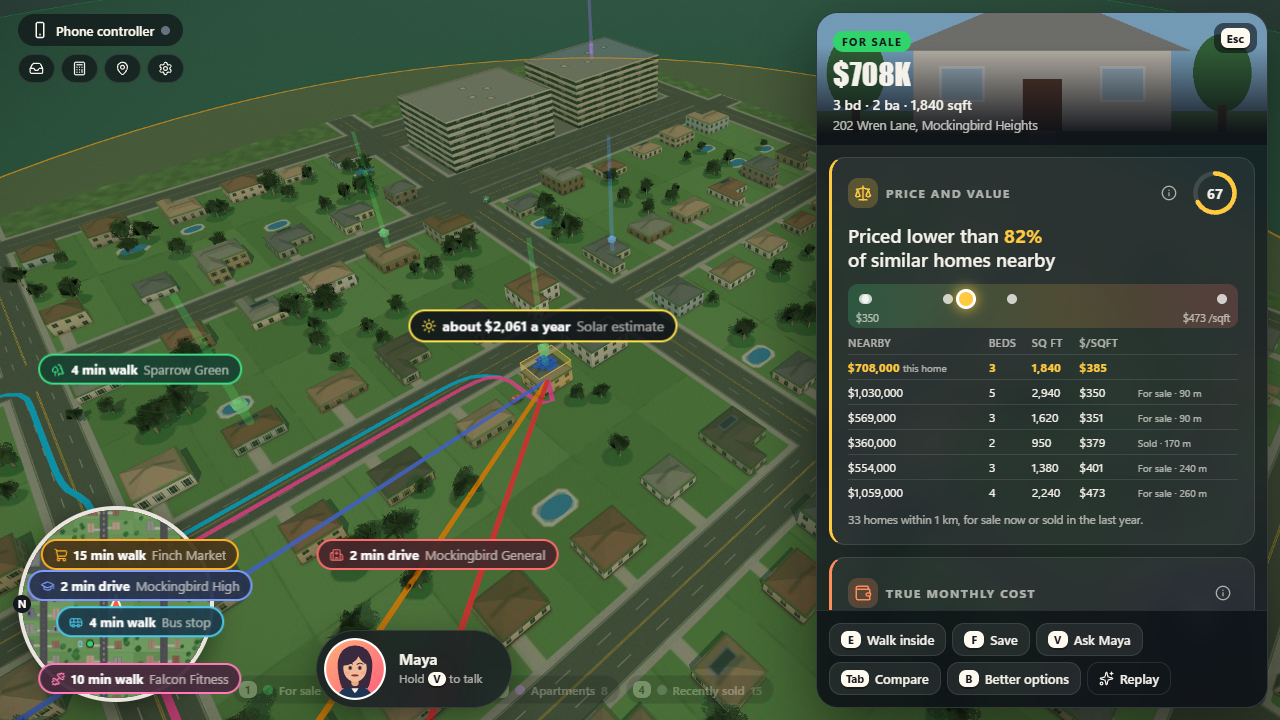 Phone controller
FOR SALE
Esc
$708K
3 bd · 2 ba · 1,840 sqft
202 Wren Lane, Mockingbird Heights
PRICE AND VALUE
67
Priced lower than 82%
of similar homes nearby
$350
$473 /sqft
NEARBY BEDS SQ FT $/SQFT
$708,000 this home 3 1,840 $385
$1,030,000 5 2,940 $350 For sale · 90 m
$569,000 3 1,620 $351 For sale · 90 m
$360,000 2 950 $379 Sold · 170 m
$554,000 3 1,380 $401 For sale · 240 m
$1,059,000 4 2,240 $473 For sale · 260 m
33 homes within 1 km, for sale now or sold in the last year.
TRUE MONTHLY COST
E Walk inside
F Save
V Ask Maya
Tab Compare
B Better options
Replay
about $2,061 a year Solar estimate
4 min walk Sparrow Green
15 min walk Finch Market
2 min drive Mockingbird General
2 min drive Mockingbird High
N
4 min walk Bus stop
10 min walk Falcon Fitness
Maya
Hold V to talk
1 For sale
Apartments 8
4 Recently sold 15